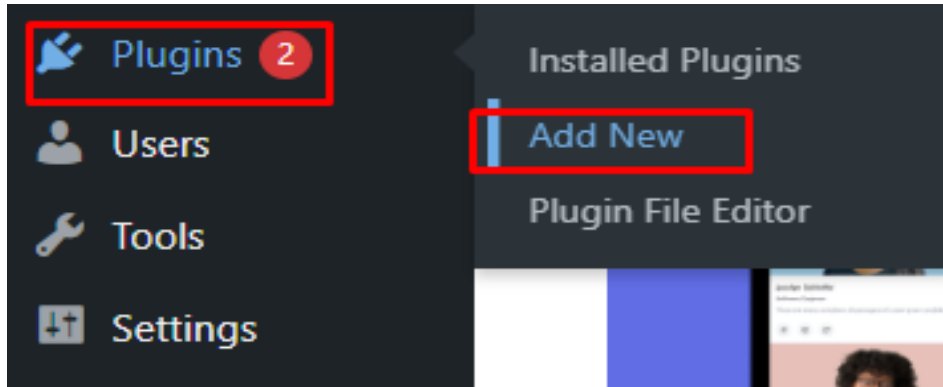 Plugins 2
Users
Tools
Settings
Installed Plugins
Add New
Plugin File Editor